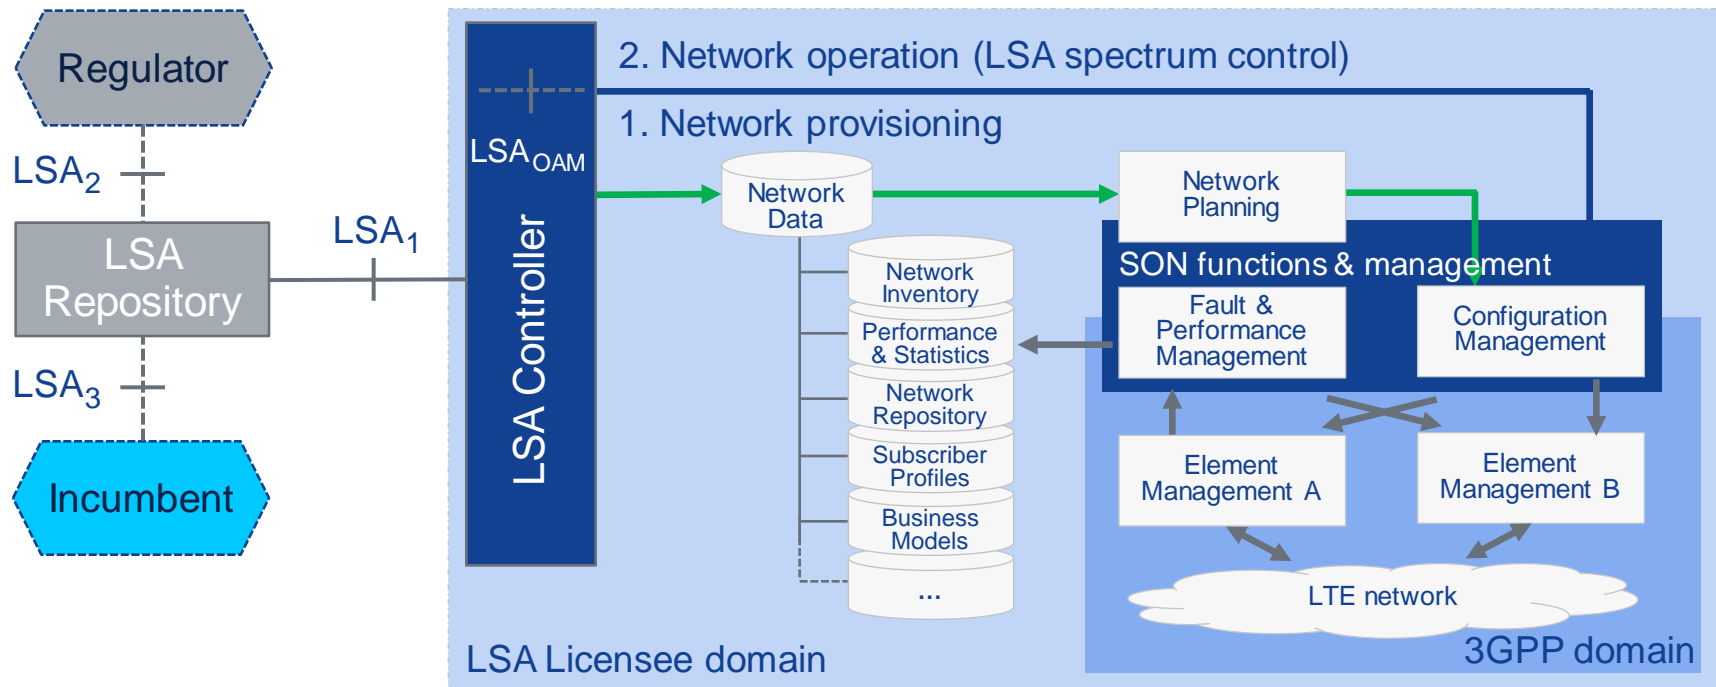 Regulator
LSA2
LSA
Repository
LSA1
LSA3
Incumbent
LSA Controller
LSAOAM
2. Network operation (LSA spectrum control)
1. Network provisioning
Network
Data
Network
Planning
Network
Inventory
Performance
& Statistics
Network
Repository
Subscriber
Profiles
Business
Models
...
SON functions & management
Fault &
Performance
Management
Configuration
Management
Element
Management A
Element
Management B
LTE network
LSA Licensee domain
3GPP domain